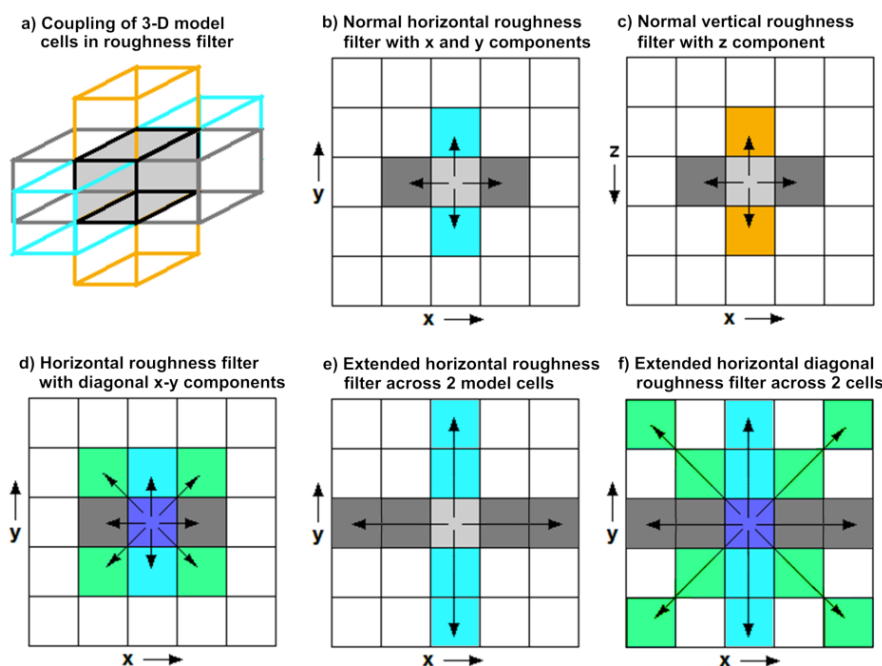 a) Coupling of 3-D model
cells in roughness filter
b) Normal horizontal roughness
filter with x and y components
c) Normal vertical roughness
filter with z component
y
x
z
x
d) Horizontal roughness filter
with diagonal x-y components
e) Extended horizontal roughness
filter across 2 model cells
f) Extended horizontal diagonal
roughness filter across 2 cells
y
x
y
x
y
x